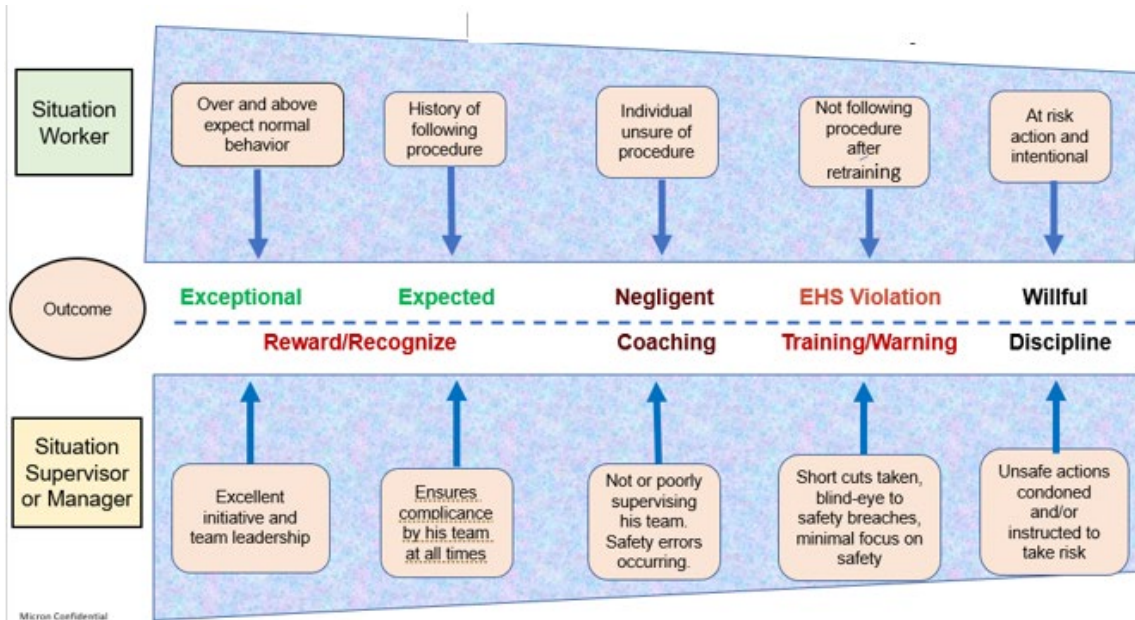 Situation
Worker
Over and above
expect normal
behavior
History of
following
procedure
Individual
unsure of
procedure
Not following
procedure
after
retraining
At risk
action and
intentional
Outcome
Exceptional
Expected
Negligent
EHS Violation
Willful
Reward/Recognize
Coaching
Training/Warning
Discipline
Situation
Supervisor
or Manager
Excellent
initiative and
team leadership
Ensures
complicance
by his team
at all times
Not or poorly
supervising
his team.
Safety errors
occurring.
Short cuts taken,
blind-eye to
safety breaches,
minimal focus on
safety
Unsafe actions
condoned
and/or
instructed to
take risk
Micron Confidential